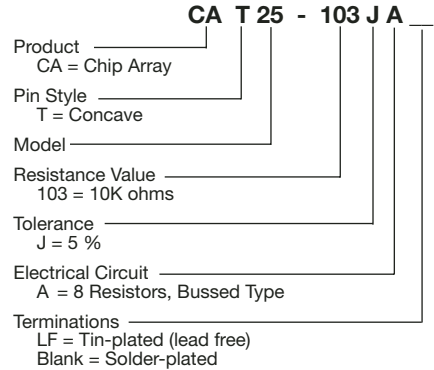 CA T 25 - 103 J A __
Product
CA = Chip Array
Pin Style
T = Concave
Model
Resistance Value
103 = 10K ohms
Tolerance
J = 5 %
Electrical Circuit
A = 8 Resistors, Bussed Type
Terminations
LF = Tin-plated (lead free)
Blank = Solder-plated